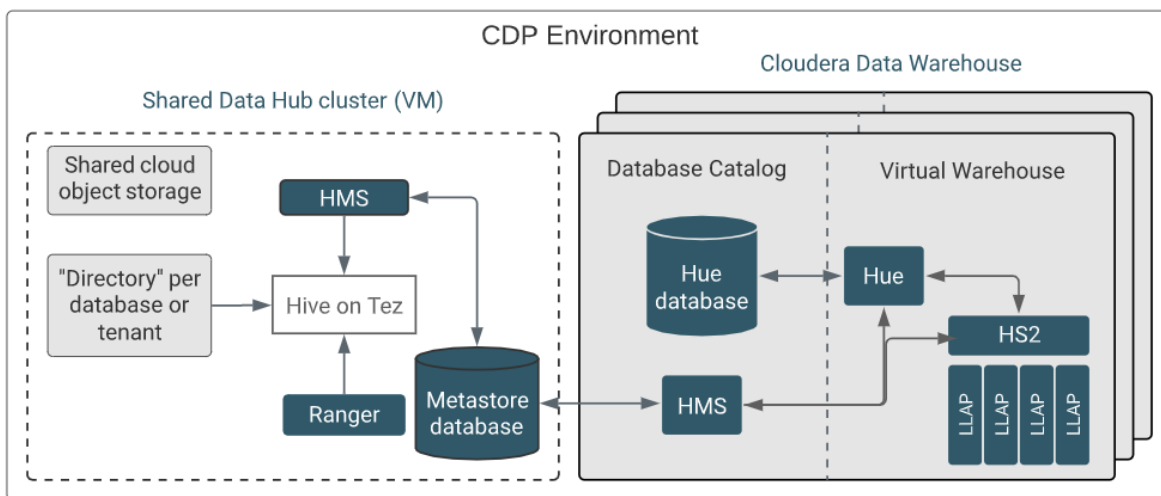 CDP Environment
Cloudera Data Warehouse
Shared Data Hub cluster (VM)
Shared cloud
object storage
HMS
"Directory" per
database or
tenant
Hive on Tez
Ranger
Metastore
database
Database Catalog
Virtual Warehouse
Hue
database
Hue
HS2
HMS
LLAP
LLAP
LLAP
LLAP